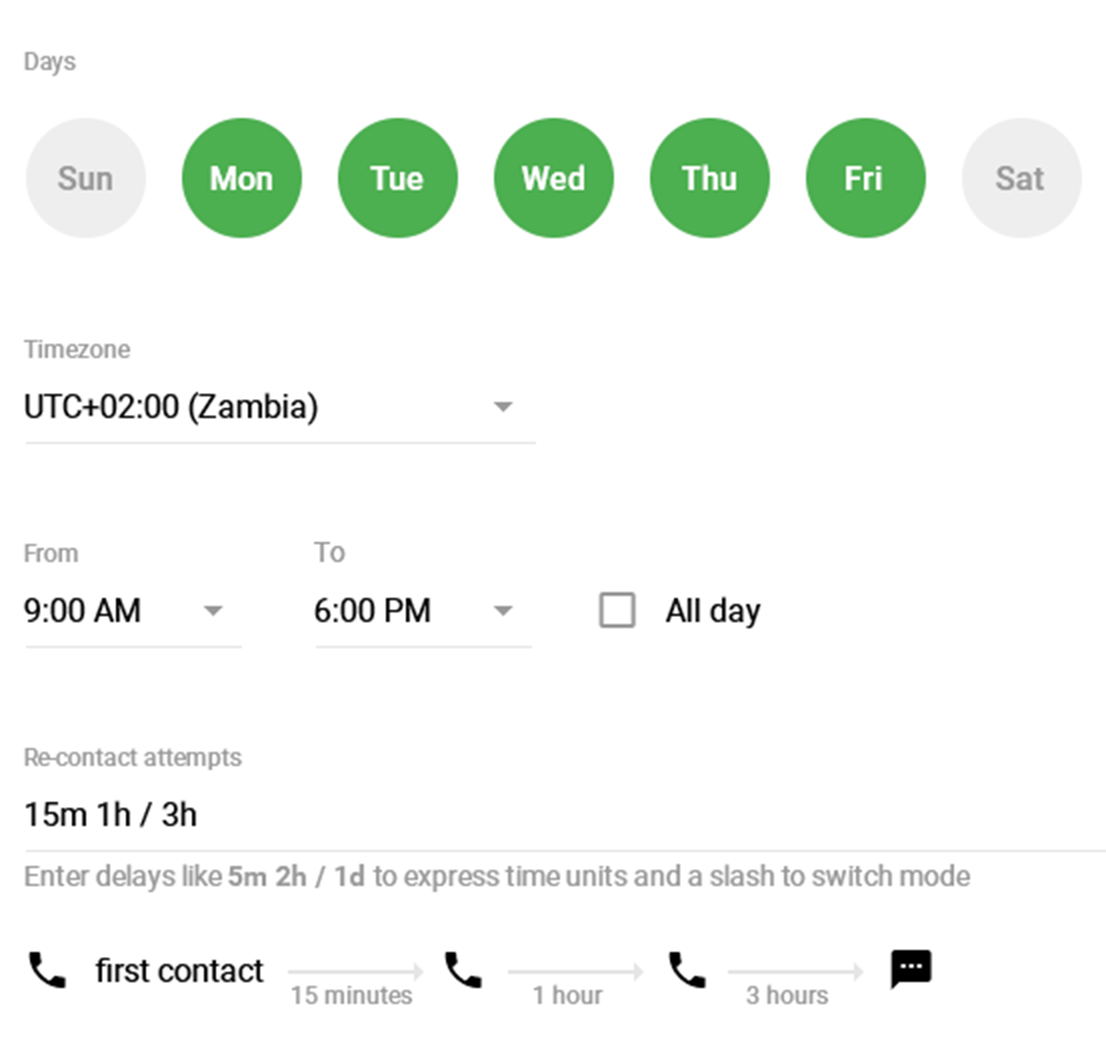 Days
Sun Mon Tue Wed Thu Fri Sat
Timezone
UTC+02:00 (Zambia)
From To
9:00 AM 6:00 PM All day
Re-contact attempts
15m 1h / 3h
Enter delays like 5m 2h / 1d to express time units and a slash to switch mode
first contact
15 minutes 1 hour 3 hours